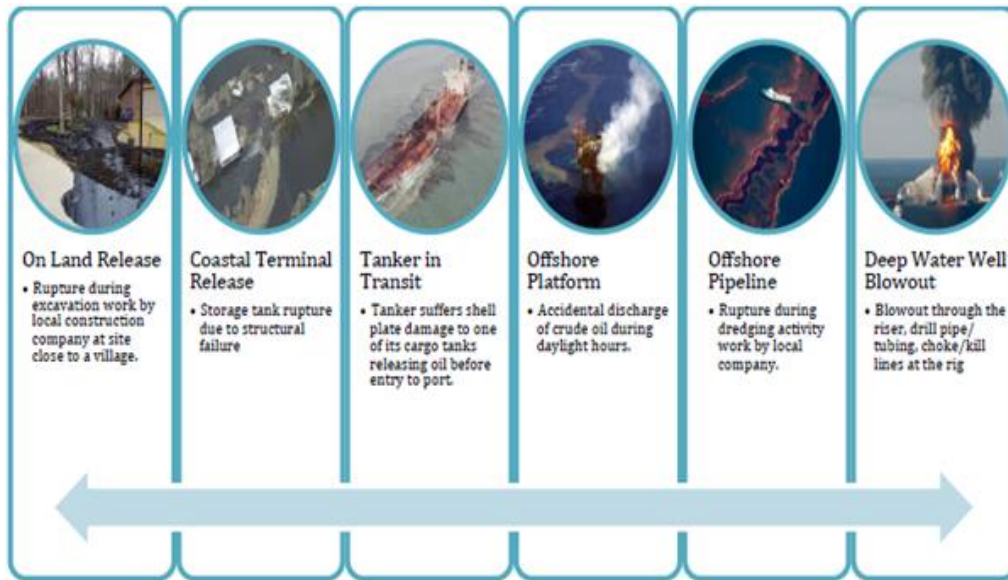 On Land Release
• Rupture during
excavation work by
local construction
company at site
close to a village.
Coastal Terminal
Release
• Storage tank rupture
due to structural
failure
Tanker in
Transit
• Tanker suffers shell
plate damage to one
of its cargo tanks
releasing oil before
entry to port.
Offshore
Platform
• Accidental discharge
of crude oil during
daylight hours.
Offshore
Pipeline
• Rupture during
dredging activity
work by local
company.
Deep Water Well
Blowout
• Blowout through the
riser, drill pipe/
tubing, choke/kill
lines at the rig